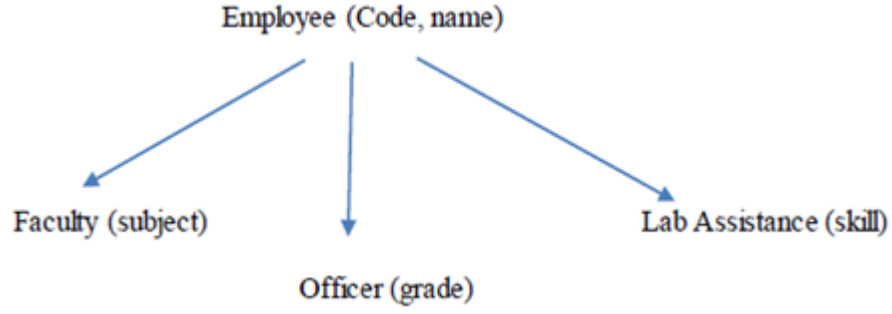 Employee (Code, name)
Faculty (subject)
Lab Assistance (skill)
Officer (grade)